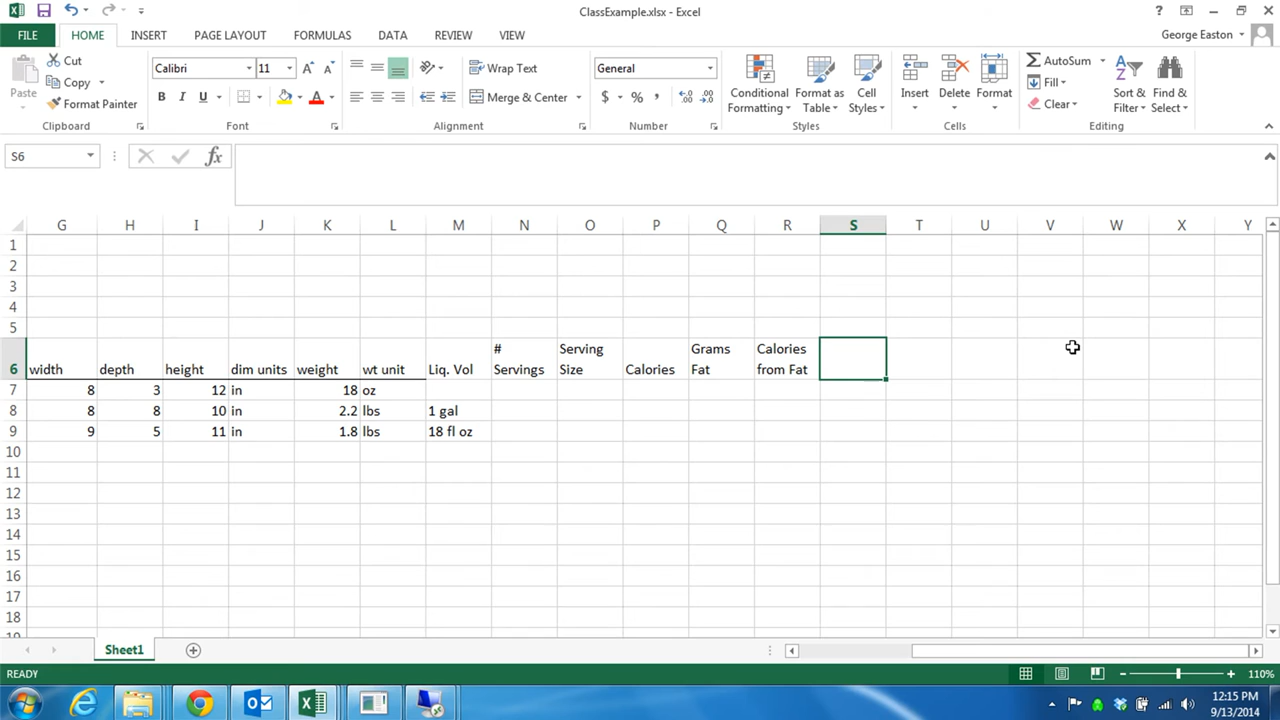 ClassExample.xlsx - Excel
?
FILE HOME INSERT PAGE LAYOUT FORMULAS DATA REVIEW VIEW George Easton
Paste
Cut
Copy
Format Painter
Clipboard
Calibri 11
B I U
Font
Wrap Text
Merge & Center
Alignment
General
$ % ,
Number
Conditional
Formatting
Format as
Table
Cell
Styles
Styles
Insert
Delete
Format
Cells
AutoSum
Fill
Clear
Sort &
Filter
Find &
Select
Editing
S6 fx
G H I J K L M N O P Q R S T U V W X Y
1
2
3
4
5
6 width depth height dim units weight wt unit Liq. Vol # Servings Serving Size Calories Grams Fat Calories from Fat
7 8 3 12 in 18 oz
8 8 8 10 in 2.2 lbs 1 gal
9 9 5 11 in 1.8 lbs 18 fl oz
10
11
12
13
14
15
16
17
18
19
Sheet1
READY 110%
12:15 PM
9/13/2014